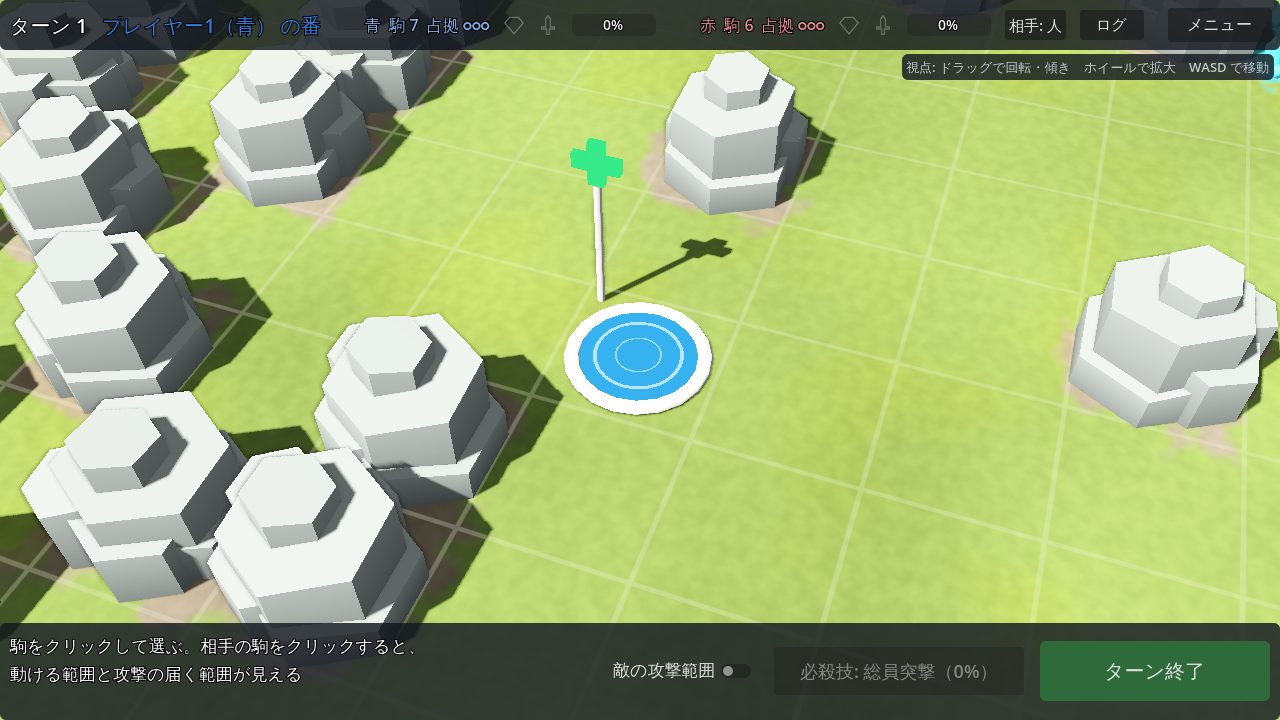 ターン 1 プレイヤー1（青） の番 青 駒 7 占拠 0% 赤 駒 6 占拠 0% 相手: 人 ログ メニュー
視点: ドラッグで回転・傾き ホイールで拡大 WASD で移動
駒をクリックして選ぶ。相手の駒をクリックすると、
動ける範囲と攻撃の届く範囲が見える
敵の攻撃範囲 必殺技: 総員突撃（0%） ターン終了